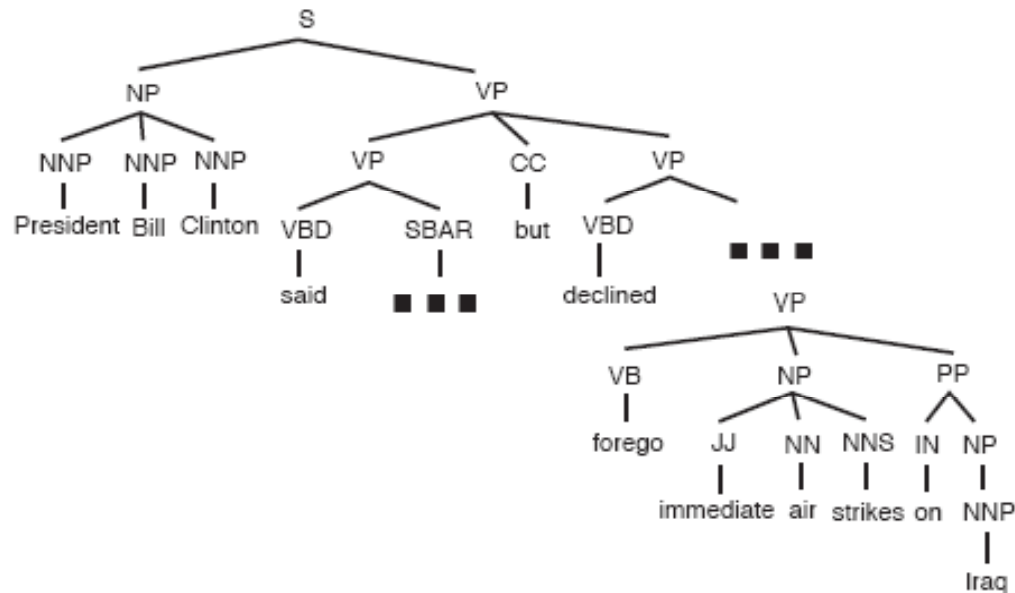 S
NP VP
NNP NNP NNP VP CC VP
President Bill Clinton VBD SBAR but VBD
said declined
VP
VB NP PP
forego JJ NN NNS IN NP
immediate air strikes on NNP
Iraq